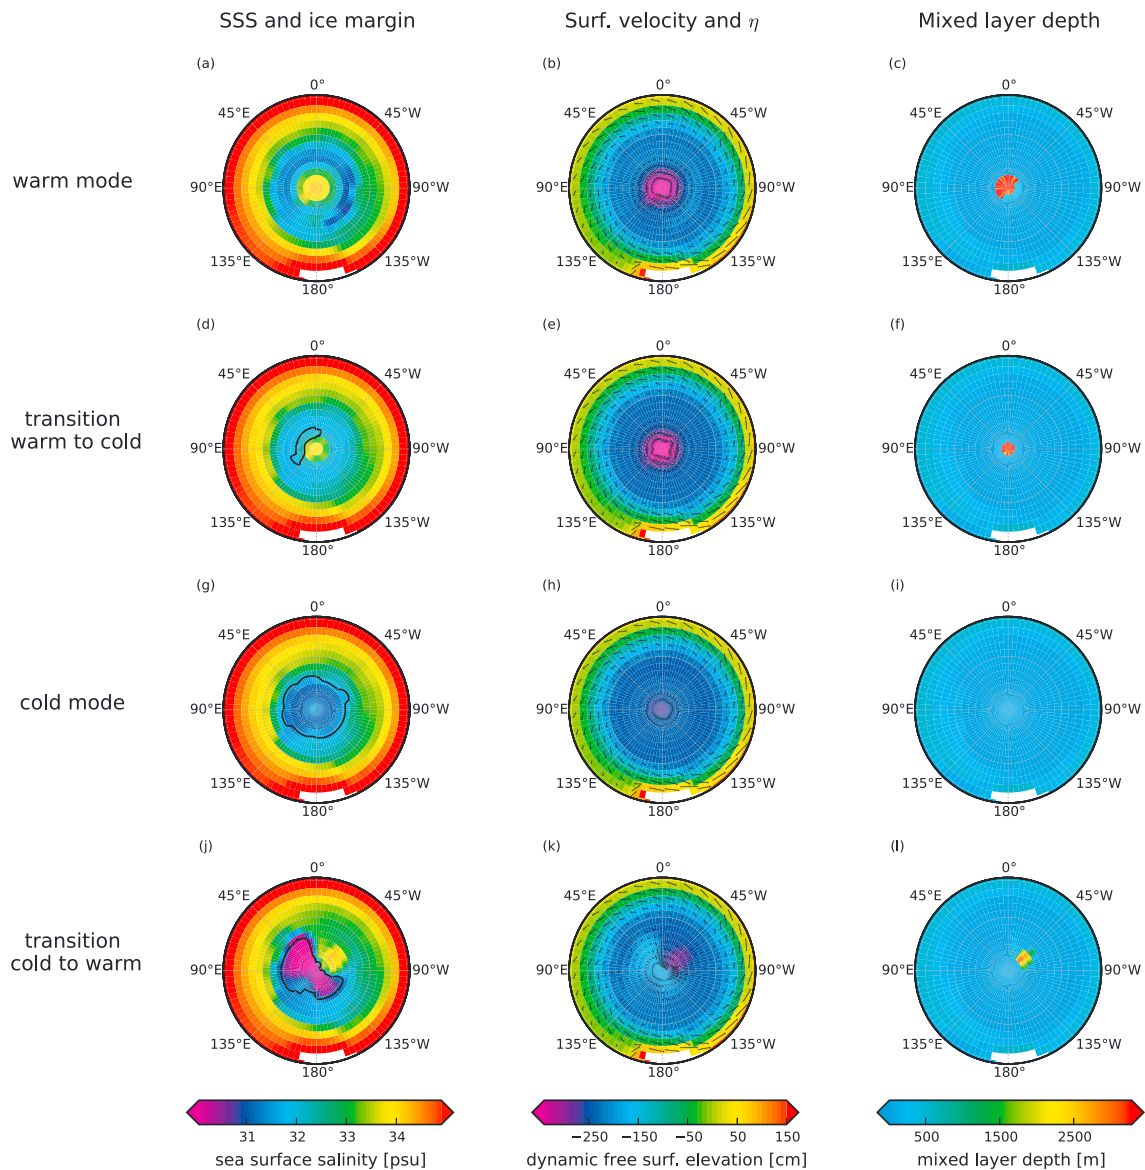 SSS and ice margin
Surf. velocity and η
Mixed layer depth
(a)
(b)
(c)
0°
0°
0°
45°E
45°W
45°E
45°W
45°E
45°W
warm mode
90°E
90°W
90°E
90°W
90°E
90°W
135°E
135°W
135°E
135°W
135°E
135°W
180°
180°
180°
(d)
(e)
(f)
0°
0°
0°
45°E
45°W
45°E
45°W
45°E
45°W
transition
warm to cold
90°E
90°W
90°E
90°W
90°E
90°W
135°E
135°W
135°E
135°W
135°E
135°W
180°
180°
180°
(g)
(h)
(i)
0°
0°
0°
45°E
45°W
45°E
45°W
45°E
45°W
cold mode
90°E
90°W
90°E
90°W
90°E
90°W
135°E
135°W
135°E
135°W
135°E
135°W
180°
180°
180°
(j)
(k)
(l)
0°
0°
0°
45°E
45°W
45°E
45°W
45°E
45°W
transition
cold to warm
90°E
90°W
90°E
90°W
90°E
90°W
135°E
135°W
135°E
135°W
135°E
135°W
180°
180°
180°
31 32 33 34
−250 −150 −50 50 150
500 1500 2500
sea surface salinity [psu]
dynamic free surf. elevation [cm]
mixed layer depth [m]